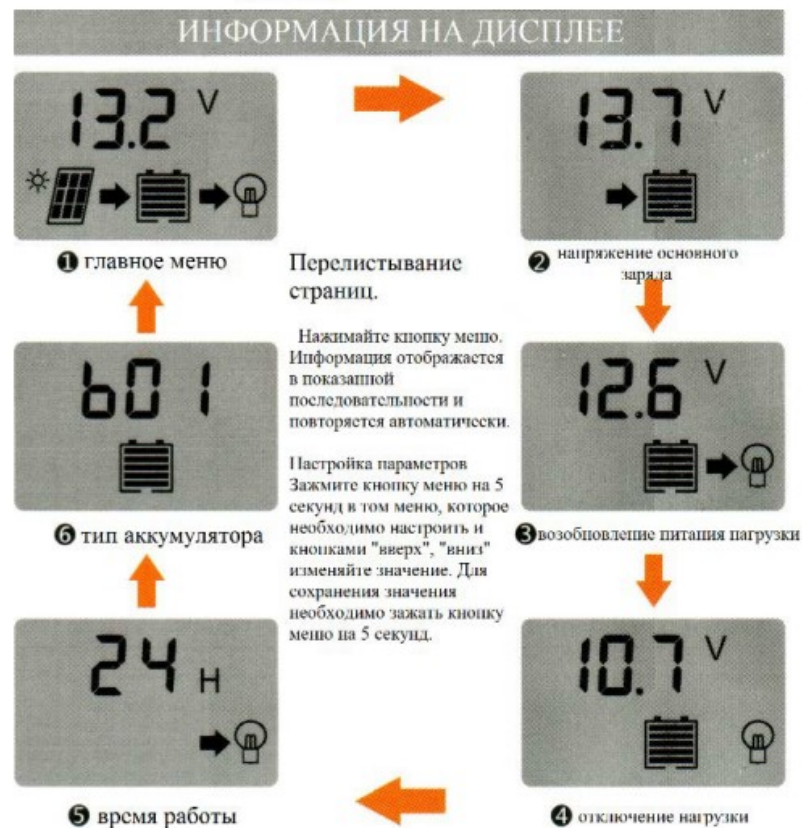 ИНФОРМАЦИЯ НА ДИСПЛЕЕ
13.2 V
❶ главное меню
13.7 V
❷ напряжение основного
заряда
Перелистывание
страниц.
Нажимайте кнопку меню.
Информация отображается
в показанной
последовательности и
повторяется автоматически.
Настройка параметров
Зажмите кнопку меню на 5
секунд в том меню, которое
необходимо настроить и
кнопками "вверх", "вниз"
изменяйте значение. Для
сохранения значения
необходимо зажать кнопку
меню на 5 секунд.
12.6 V
❸ возобновление питания нагрузки
10.7 V
❹ отключение нагрузки
24 H
❺ время работы
b01
❻ тип аккумулятора